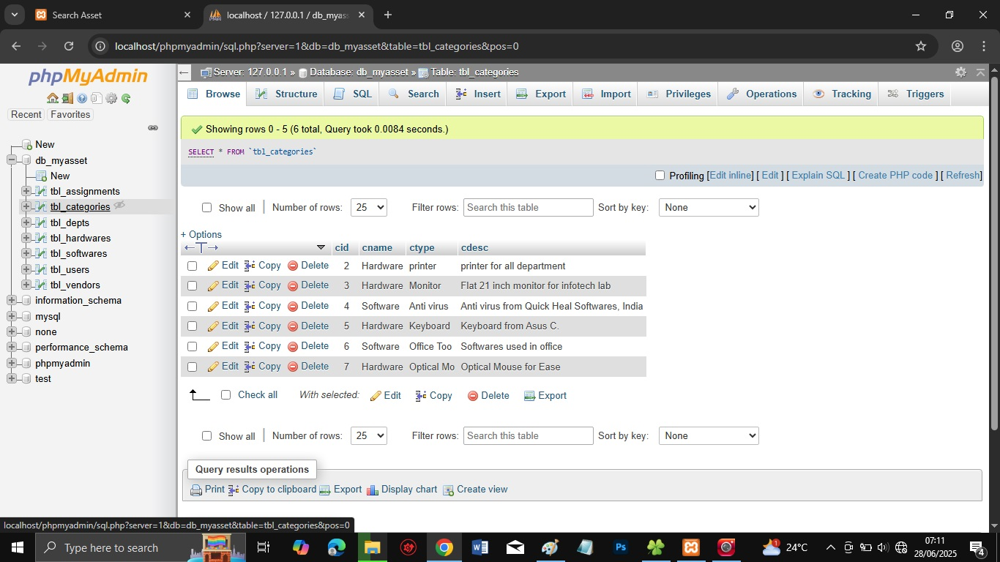 Search Asset
localhost / 127.0.0.1 / db_myas
localhost/phpmyadmin/sql.php?server=1&db=db_myasset&table=tbl_categories&pos=0
phpMyAdmin
Recent Favorites
New
db_myasset
New
tbl_assignments
tbl_categories
tbl_depts
tbl_hardwares
tbl_softwares
tbl_users
tbl_vendors
information_schema
mysql
none
performance_schema
phpmyadmin
test
Server: 127.0.0.1 » Database: db_myasset » Table: tbl_categories
Browse Structure SQL Search Insert Export Import Privileges Operations Tracking Triggers
Showing rows 0 - 5 (6 total, Query took 0.0084 seconds.)
SELECT * FROM `tbl_categories`
Profiling [Edit inline] [ Edit ] [ Explain SQL ] [ Create PHP code ] [ Refresh]
Show all Number of rows: 25 Filter rows: Search this table Sort by key: None
+ Options
cid cname ctype cdesc
Edit Copy Delete 2 Hardware printer printer for all department
Edit Copy Delete 3 Hardware Monitor Flat 21 inch monitor for infotech lab
Edit Copy Delete 4 Software Anti virus Anti virus from Quick Heal Softwares, India
Edit Copy Delete 5 Hardware Keyboard Keyboard from Asus C.
Edit Copy Delete 6 Software Office Too Softwares used in office
Edit Copy Delete 7 Hardware Optical Mo Optical Mouse for Ease
Check all With selected: Edit Copy Delete Export
Show all Number of rows: 25 Filter rows: Search this table Sort by key: None
Query results operations
Print Copy to clipboard Export Display chart Create view
localhost/phpmyadmin/sql.php?server=1&db=db_myasset&table=tbl_categories&pos=0
Type here to search
Ps
1
24°C
07:11
28/06/2025
4